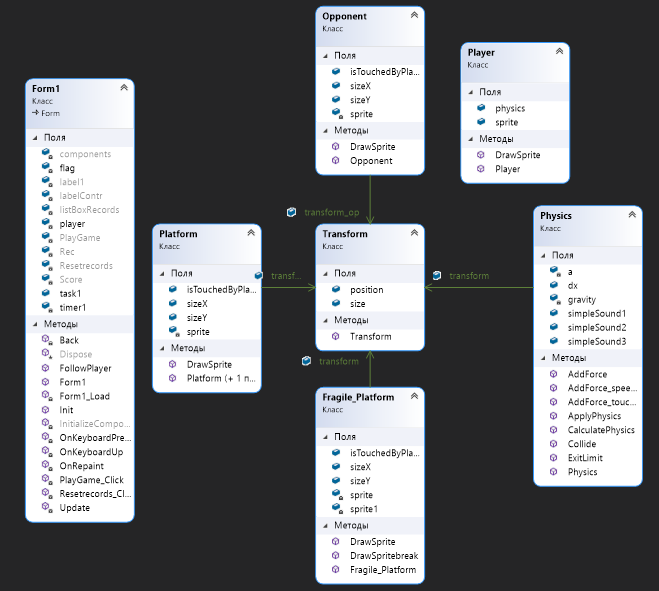 Form1
Класс
Form
Поля
components
flag
label1
labelContr
listBoxRecords
player
PlayGame
Rec
Resetrecords
Score
task1
timer1
Методы
Back
Dispose
FollowPlayer
Form1
Form1_Load
Init
InitializeCompo...
OnKeyboardPre...
OnKeyboardUp
OnRepaint
PlayGame_Click
Resetrecords_Cl...
Update
Opponent
Класс
Поля
isTouchedByPla...
sizeX
sizeY
sprite
Методы
DrawSprite
Opponent
Player
Класс
Поля
physics
sprite
Методы
DrawSprite
Player
transform_op
Platform
Класс
Поля
isTouchedByPla...
sizeX
sizeY
sprite
Методы
DrawSprite
Platform (+ 1 п...
transf...
Transform
Класс
Поля
position
size
Методы
Transform
transform
Physics
Класс
Поля
a
dx
gravity
simpleSound1
simpleSound2
simpleSound3
Методы
AddForce
AddForce_spee...
AddForce_touc...
ApplyPhysics
CalculatePhysics
Collide
ExitLimit
Physics
transform
Fragile_Platform
Класс
Поля
isTouchedByPla...
sizeX
sizeY
sprite
sprite1
Методы
DrawSprite
DrawSpritebreak
Fragile_Platform